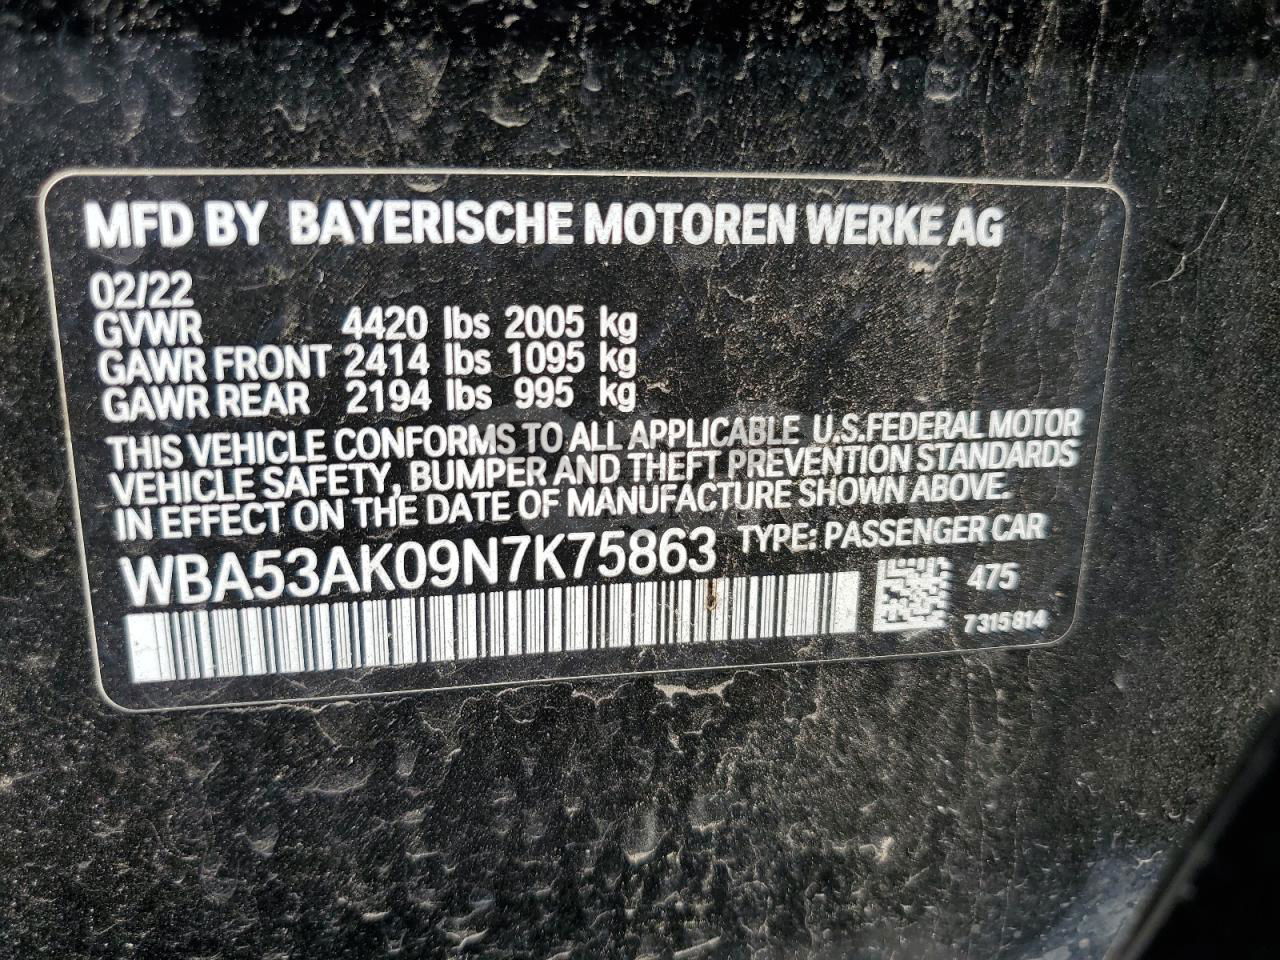 MFD BY BAYERISCHE MOTOREN WERKE AG
02/22
GVWR 4420 lbs 2005 kg
GAWR FRONT 2414 lbs 1095 kg
GAWR REAR 2194 lbs 995 kg
THIS VEHICLE CONFORMS TO ALL APPLICABLE U.S.FEDERAL MOTOR
VEHICLE SAFETY, BUMPER AND THEFT PREVENTION STANDARDS
IN EFFECT ON THE DATE OF MANUFACTURE SHOWN ABOVE.
WBA53AK09N7K75863 TYPE: PASSENGER CAR
475
7315814